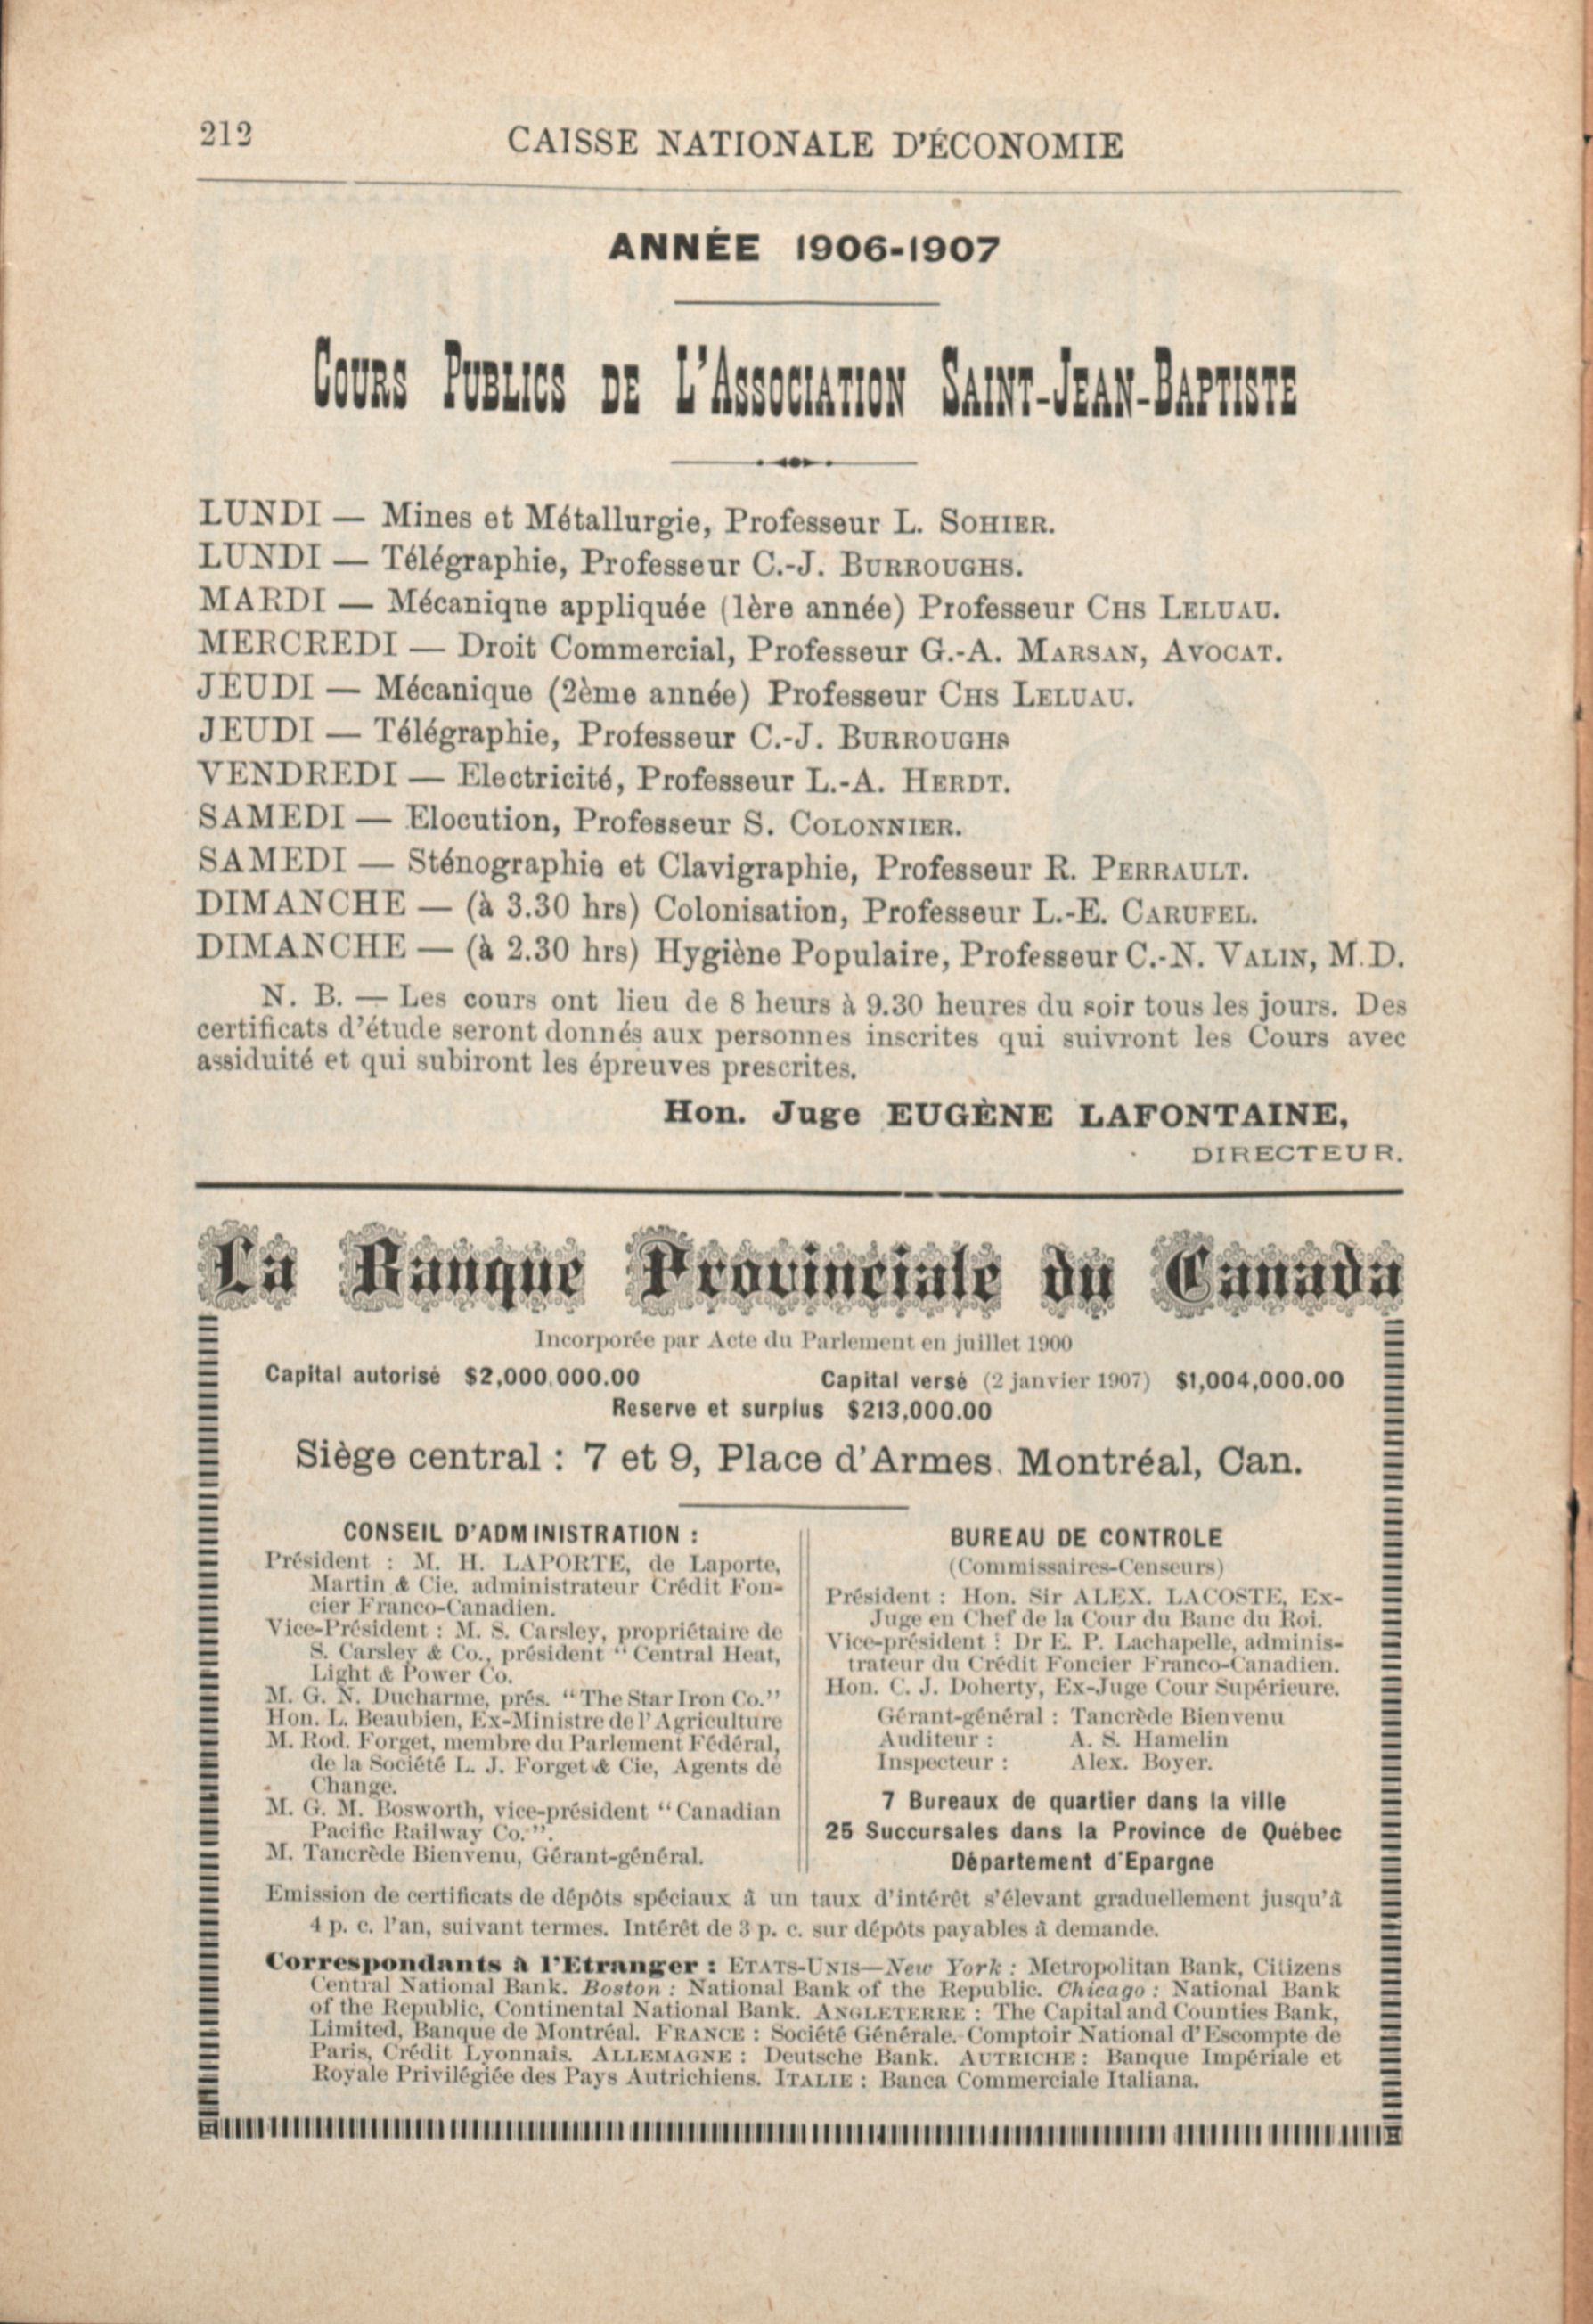 212
CAISSE NATIONALE D'ÉCONOMIE
ANNÉE 1906-1907
Cours Publics de l'Association Saint-Jean-Baptiste
LUNDI — Mines et Métallurgie, Professeur L. SOHIER.
LUNDI — Télégraphie, Professeur C.-J. BURROUGHS.
MARDI — Mécaniqne appliquée (1ère année) Professeur CHS LELUAU.
MERCREDI — Droit Commercial, Professeur G.-A. MARSAN, AVOCAT.
JEUDI — Mécanique (2ème année) Professeur CHS LELUAU.
JEUDI — Télégraphie, Professeur C.-J. BURROUGHS
VENDREDI — Electricité, Professeur L.-A. HERDT.
SAMEDI — Elocution, Professeur S. COLONNIER.
SAMEDI — Sténographie et Clavigraphie, Professeur R. PERRAULT.
DIMANCHE — (à 3.30 hrs) Colonisation, Professeur L.-E. CARUFEL.
DIMANCHE — (à 2.30 hrs) Hygiène Populaire, Professeur C.-N. VALIN, M.D.
N. B. — Les cours ont lieu de 8 heurs à 9.30 heures du soir tous les jours. Des
certificats d'étude seront donnés aux personnes inscrites qui suivront les Cours avec
assiduité et qui subiront les épreuves prescrites.
Hon. Juge EUGÈNE LAFONTAINE,
DIRECTEUR.
La Banque Provinciale du Canada
Incorporée par Acte du Parlement en juillet 1900
Capital autorisé $2,000,000.00 Capital versé (2 janvier 1907) $1,004,000.00
Reserve et surplus $213,000.00
Siège central : 7 et 9, Place d'Armes. Montréal, Can.
CONSEIL D'ADMINISTRATION :
Président : M. H. LAPORTE, de Laporte,
Martin & Cie. administrateur Crédit Fon-
cier Franco-Canadien.
Vice-Président : M. S. Carsley, propriétaire de
S. Carsley & Co., président "Central Heat,
Light & Power Co.
M. G. N. Ducharme, prés. "The Star Iron Co."
Hon. L. Beaubien, Ex-Ministre de l'Agriculture
M. Rod. Forget, membre du Parlement Fédéral,
de la Société L. J. Forget & Cie, Agents de
Change.
M. G. M. Bosworth, vice-président "Canadian
Pacific Railway Co.".
M. Tancrède Bienvenu, Gérant-général.
BUREAU DE CONTROLE
(Commissaires-Censeurs)
Président : Hon. Sir ALEX. LACOSTE, Ex-
Juge en Chef de la Cour du Banc du Roi.
Vice-président : Dr E. P. Lachapelle, adminis-
trateur du Crédit Foncier Franco-Canadien.
Hon. C. J. Doherty, Ex-Juge Cour Supérieure.
Gérant-général : Tancrède Bienvenu
Auditeur : A. S. Hamelin
Inspecteur : Alex. Boyer.
7 Bureaux de quartier dans la ville
25 Succursales dans la Province de Québec
Département d'Epargne
Emission de certificats de dépôts spéciaux à un taux d'intérêt s'élevant graduellement jusqu'à
4 p. c. l'an, suivant termes. Intérêt de 3 p. c. sur dépôts payables à demande.
Correspondants à l'Etranger : ETATS-UNIS—New York : Metropolitan Bank, Citizens
Central National Bank. Boston : National Bank of the Republic. Chicago : National Bank
of the Republic, Continental National Bank. ANGLETERRE : The Capital and Counties Bank,
Limited, Banque de Montréal. FRANCE : Société Générale. Comptoir National d'Escompte de
Paris, Crédit Lyonnais. ALLEMAGNE : Deutsche Bank. AUTRICHE : Banque Impériale et
Royale Privilégiée des Pays Autrichiens. ITALIE : Banca Commerciale Italiana.